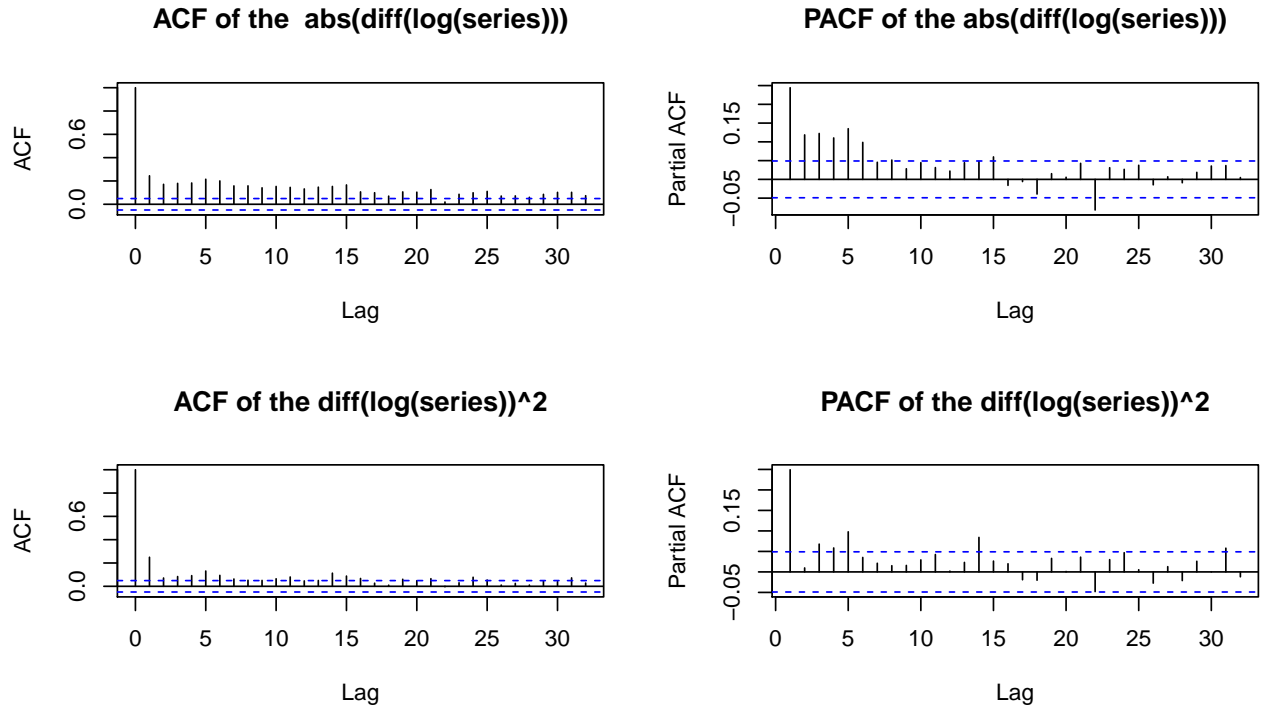 ACF of the  abs(diff(log(series)))
ACF
0.0 0.6
0 5 10 15 20 25 30
Lag
PACF of the abs(diff(log(series)))
Partial ACF
−0.05 0.15
0 5 10 15 20 25 30
Lag
ACF of the diff(log(series))^2
ACF
0.0 0.6
0 5 10 15 20 25 30
Lag
PACF of the diff(log(series))^2
Partial ACF
−0.05 0.15
0 5 10 15 20 25 30
Lag